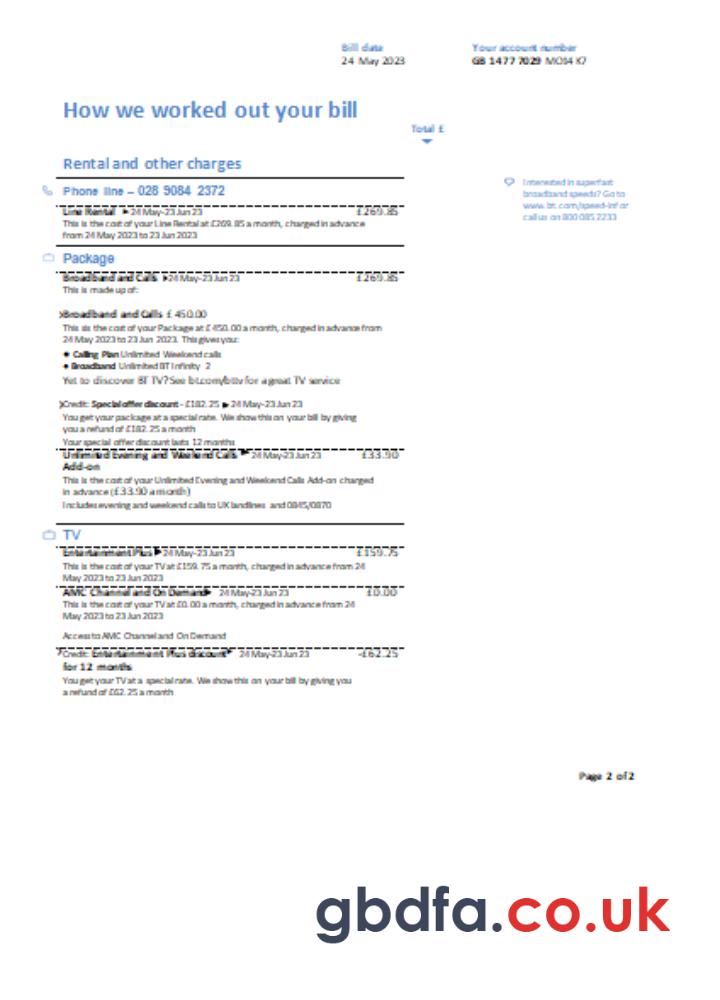 Bill date
24 May 2023
Your account number
GB 1477 7029 MO14 K7
How we worked out your bill
Total £
Rental and other charges
Phone line – 028 9084 2372
Line Rental 24 May-23 Jun 23 £269.85
This is the cost of your Line Rental at £269.85 a month, charged in advance
from 24 May 2023 to 23 Jun 2023
Interested in superfast
broadband speeds? Go to
www.bt.com/speed-inf or
call us on 800 085 2233
Package
Broadband and Calls 24 May-23 Jun 23 £269.85
This is made up of:
Broadband and Calls £ 450.00
This sis the cost of your Package at £450.00 a month, charged in advance from
24 May 2023 to 23 Jun 2023. This gives you:
● Calling Plan Unlimited Weekend calls
● Broadband Unlimited BT Infinity 2
Yet to discover BT TV? See bt.com/bttv for a great TV service
Credit: Special offer discount - £182.25 24 May-23 Jun 23
You get your package at a special rate. We show this on your bill by giving
you a refund of £182.25 a month
Your special offer discount lasts 12 months
Unlimited Evening and Weekend Calls 24 May-23 Jun 23 £33.90
Add-on
This is the cost of your Unlimited Evening and Weekend Calls Add-on charged
in advance (£33.90 a month)
Includes evening and weekend calls to UK landlines and 0845/0870
TV
Entertainment Plus 24 May-23 Jun 23 £159.75
This is the cost of your TV at £159.75 a month, charged in advance from 24
May 2023 to 23 Jun 2023
AMC Channel and On Demand 24 May-23 Jun 23 £0.00
This is the cost of your TV at £0.00 a month, charged in advance from 24
May 2023 to 23 Jun 2023
Access to AMC Channel and On Demand
Credit: Entertainment Plus discount 24 May-23 Jun 23 -£62.25
for 12 months
You get your TV at a special rate. We show this on your bill by giving you
a refund of £62.25 a month
Page 2 of 2
gbdfa.co.uk